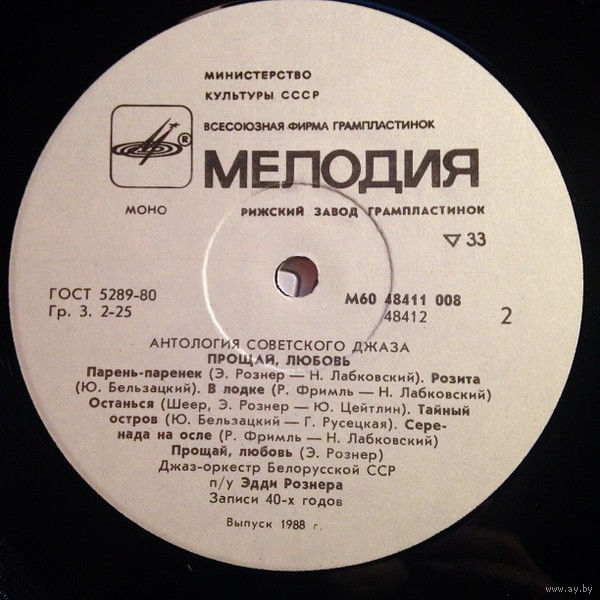 МИНИСТЕРСТВО
КУЛЬТУРЫ СССР
ВСЕСОЮЗНАЯ ФИРМА ГРАМПЛАСТИНОК
®
МЕЛОДИЯ
МОНО РИЖСКИЙ ЗАВОД ГРАМПЛАСТИНОК
▽ 33
ГОСТ 5289-80 М60 48411 008
Гр. 3. 2-25 48412 2
АНТОЛОГИЯ СОВЕТСКОГО ДЖАЗА
ПРОЩАЙ, ЛЮБОВЬ
Парень-паренек (Э. Рознер — Н. Лабковский). Розита
(Ю. Бельзацкий). В лодке (Р. Фримль — Н. Лабковский)
Останься (Шеер, Э. Рознер — Ю. Цейтлин). Тайный
остров (Ю. Бельзацкий — Г. Русецкая). Сере-
нада на осле (Р. Фримль — Н. Лабковский)
Прощай, любовь (Э. Рознер)
Джаз-оркестр Белорусской ССР
п/у Эдди Рознера
Записи 40-х годов
Выпуск 1988 г.
www.ay.by